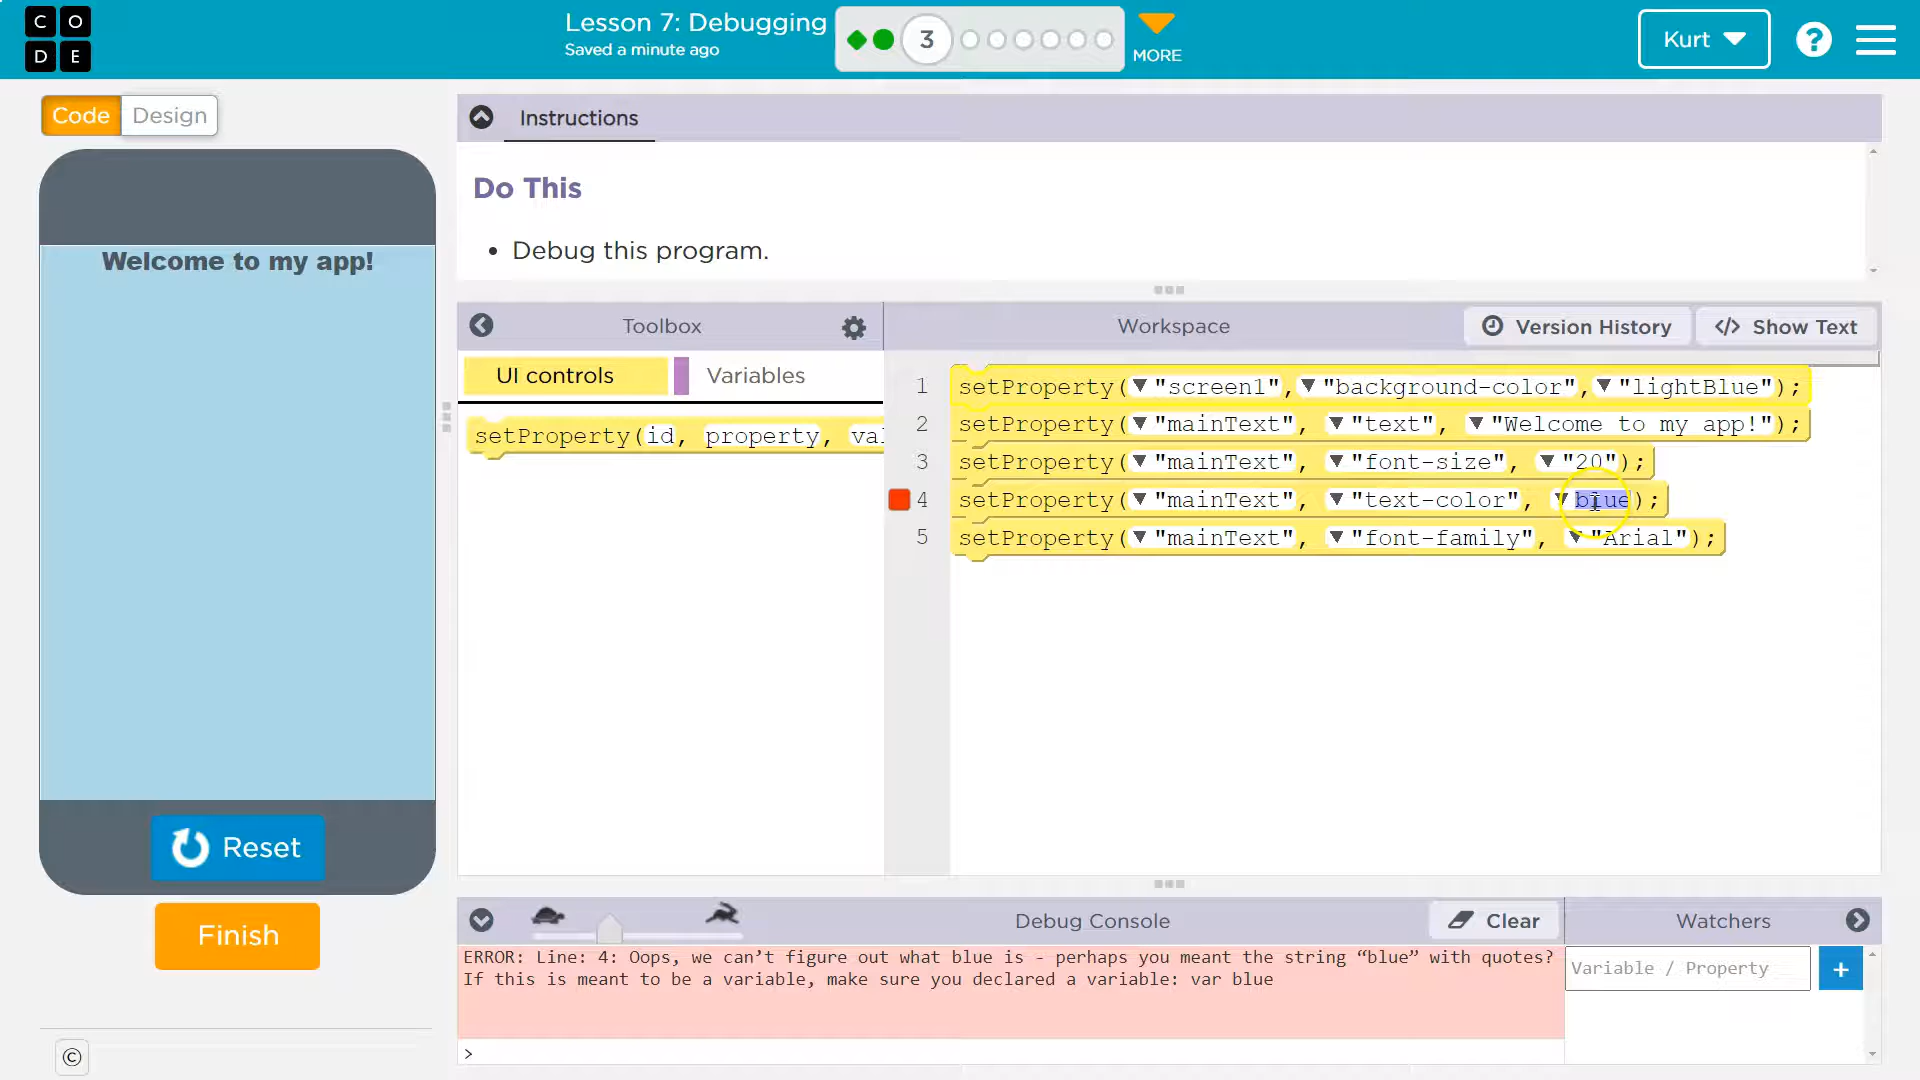 CODE
Lesson 7: Debugging
Saved a minute ago
3
MORE
Kurt
?
Code
Design
Welcome to my app!
Reset
Finish
©
Instructions
Do This
• Debug this program.
Toolbox
Workspace
Version History
</> Show Text
UI controls
Variables
setProperty(id, property, val
1 setProperty(▼"screen1",▼"background-color",▼"lightBlue");
2 setProperty(▼"mainText", ▼"text", ▼"Welcome to my app!");
3 setProperty(▼"mainText", ▼"font-size", ▼"20");
4 setProperty(▼"mainText", ▼"text-color", ▼blue);
5 setProperty(▼"mainText", ▼"font-family", ▼"Arial");
Debug Console
Clear
Watchers
ERROR: Line: 4: Oops, we can’t figure out what blue is - perhaps you meant the string “blue” with quotes?
If this is meant to be a variable, make sure you declared a variable: var blue
>
Variable / Property
+